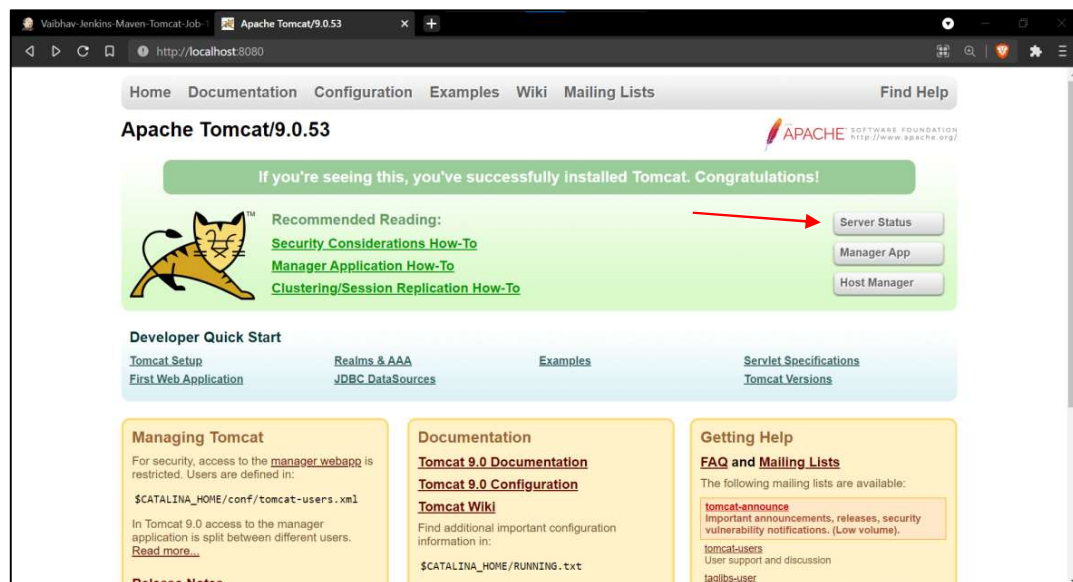 Vaibhav-Jenkins-Maven-Tomcat-Job-
Apache Tomcat/9.0.53
http://localhost:8080
Home Documentation Configuration Examples Wiki Mailing Lists Find Help
Apache Tomcat/9.0.53
APACHE SOFTWARE FOUNDATION
http://www.apache.org/
If you're seeing this, you've successfully installed Tomcat. Congratulations!
TM
Recommended Reading:
Security Considerations How-To
Manager Application How-To
Clustering/Session Replication How-To
Server Status
Manager App
Host Manager
Developer Quick Start
Tomcat Setup
First Web Application
Realms & AAA
JDBC DataSources
Examples
Servlet Specifications
Tomcat Versions
Managing Tomcat
For security, access to the manager webapp is
restricted. Users are defined in:
$CATALINA_HOME/conf/tomcat-users.xml
In Tomcat 9.0 access to the manager
application is split between different users.
Read more...
Release Notes
Documentation
Tomcat 9.0 Documentation
Tomcat 9.0 Configuration
Tomcat Wiki
Find additional important configuration
information in:
$CATALINA_HOME/RUNNING.txt
Getting Help
FAQ and Mailing Lists
The following mailing lists are available:
tomcat-announce
Important announcements, releases, security
vulnerability notifications. (Low volume).
tomcat-users
User support and discussion
taglibs-user